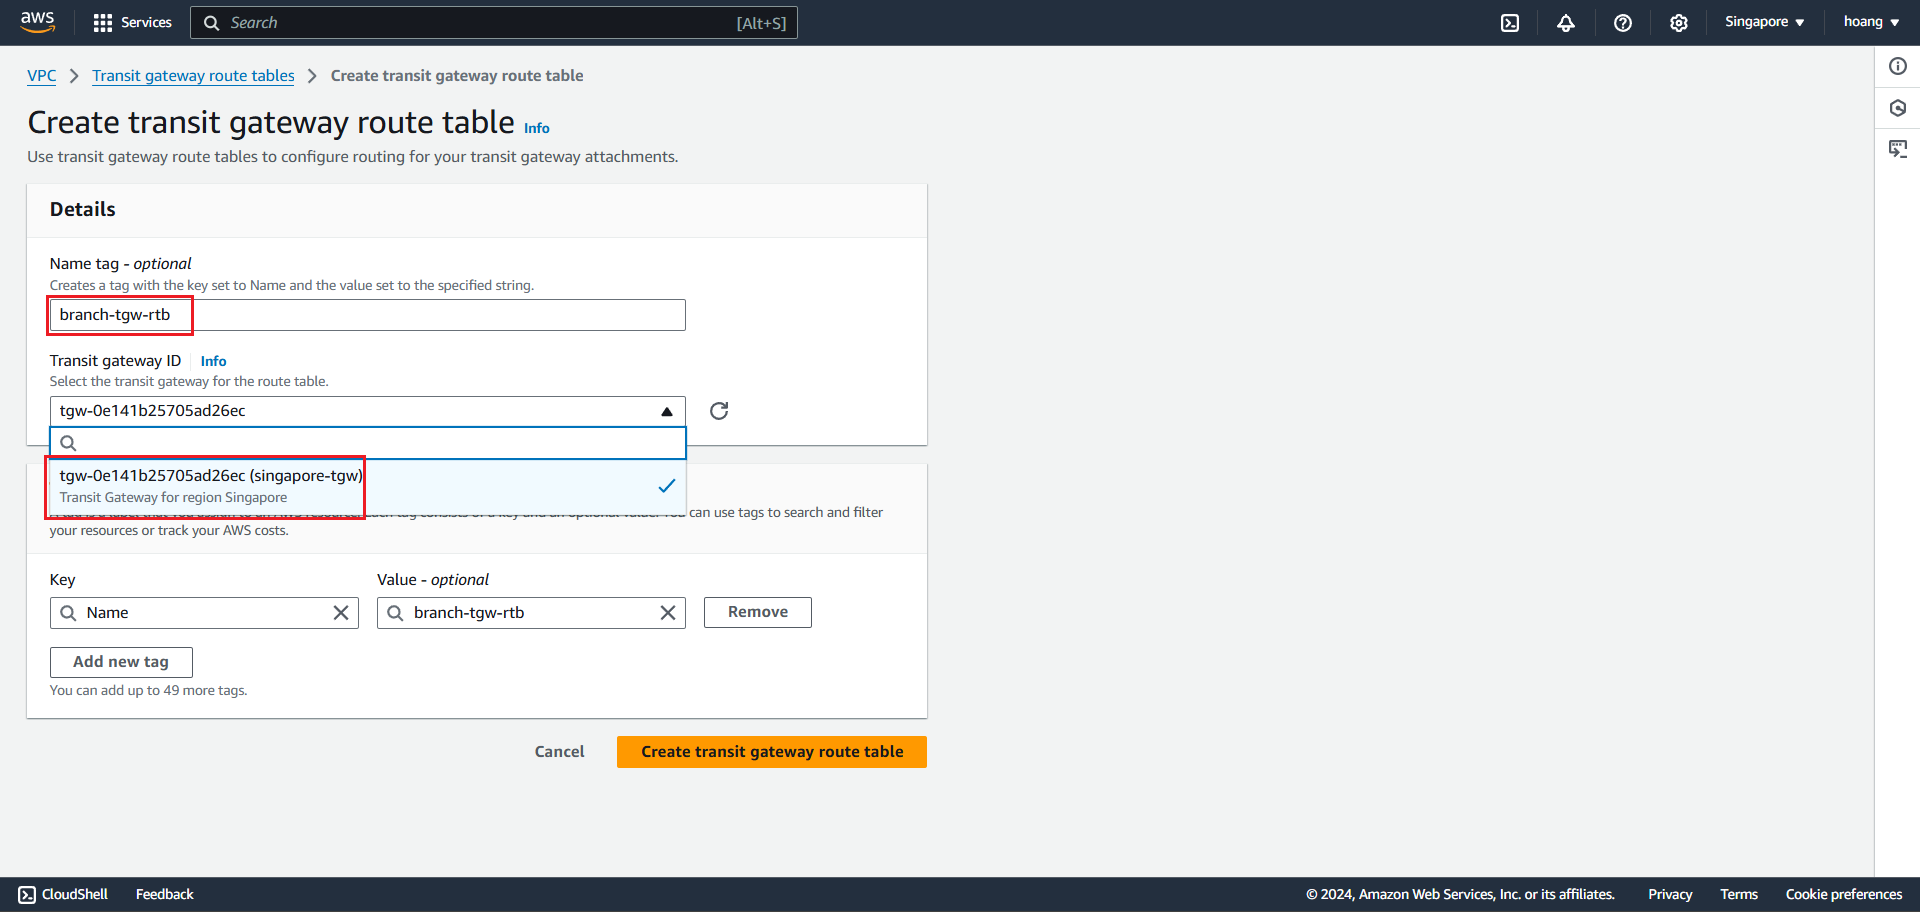 aws
Services
Search
[Alt+S]
Singapore
hoang
VPC
Transit gateway route tables
Create transit gateway route table
Create transit gateway route table Info
Use transit gateway route tables to configure routing for your transit gateway attachments.
Details
Name tag - optional
Creates a tag with the key set to Name and the value set to the specified string.
branch-tgw-rtb
Transit gateway ID
Info
Select the transit gateway for the route table.
tgw-0e141b25705ad26ec
tgw-0e141b25705ad26ec (singapore-tgw)
Transit Gateway for region Singapore
can use tags to search and filter
your resources or track your AWS costs.
Key
Value - optional
Name
branch-tgw-rtb
Remove
Add new tag
You can add up to 49 more tags.
Cancel
Create transit gateway route table
CloudShell
Feedback
© 2024, Amazon Web Services, Inc. or its affiliates.
Privacy
Terms
Cookie preferences